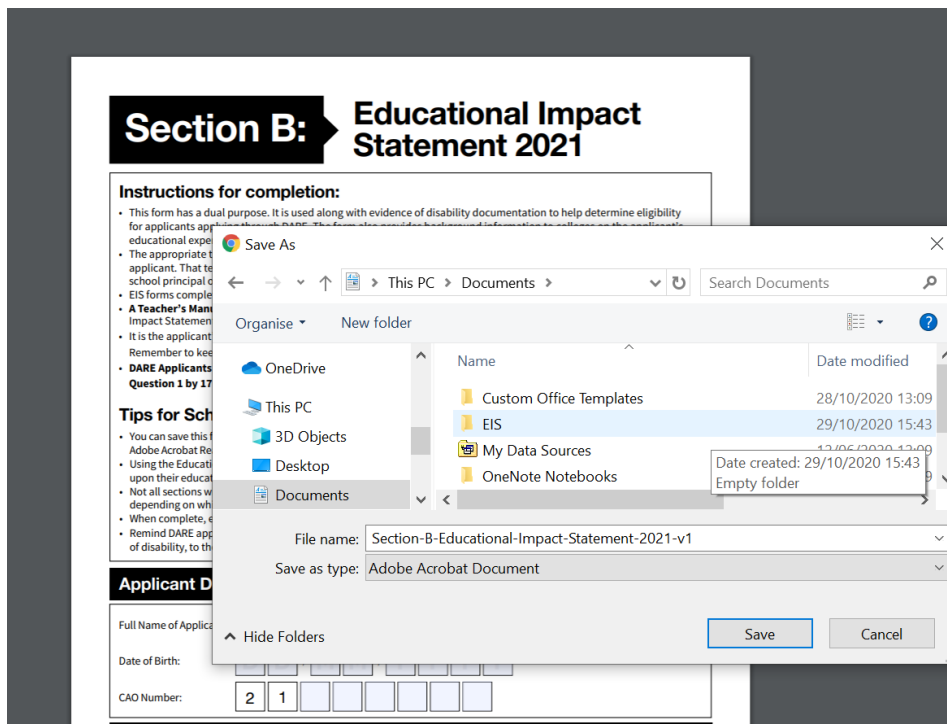 Section B:
Educational Impact
Statement 2021
Instructions for completion:
• This form has a dual purpose. It is used along with evidence of disability documentation to help determine eligibility
for applicants applying through DARE. The form also provides background information to colleges on the applicant's
educational expe
• The appropriate t
applicant. That te
school principal o
• EIS forms comple
• A Teacher's Manu
Impact Statemen
• It is the applicant
Remember to kee
• DARE Applicants
Question 1 by 17
Tips for Sch
• You can save this f
Adobe Acrobat Re
• Using the Educati
upon their educat
• Not all sections w
depending on wh
• When complete, e
• Remind DARE app
of disability, to th
Applicant D
Full Name of Applica
Date of Birth:
CAO Number: 2 1
Save As
This PC > Documents >
Search Documents
Organise
New folder
?
Name
Date modified
OneDrive
This PC
3D Objects
Desktop
Documents
Custom Office Templates 28/10/2020 13:09
EIS 29/10/2020 15:43
My Data Sources 12/06/2020 12:09
OneNote Notebooks 9
Date created: 29/10/2020 15:43
Empty folder
File name: Section-B-Educational-Impact-Statement-2021-v1
Save as type: Adobe Acrobat Document
Hide Folders
Save
Cancel